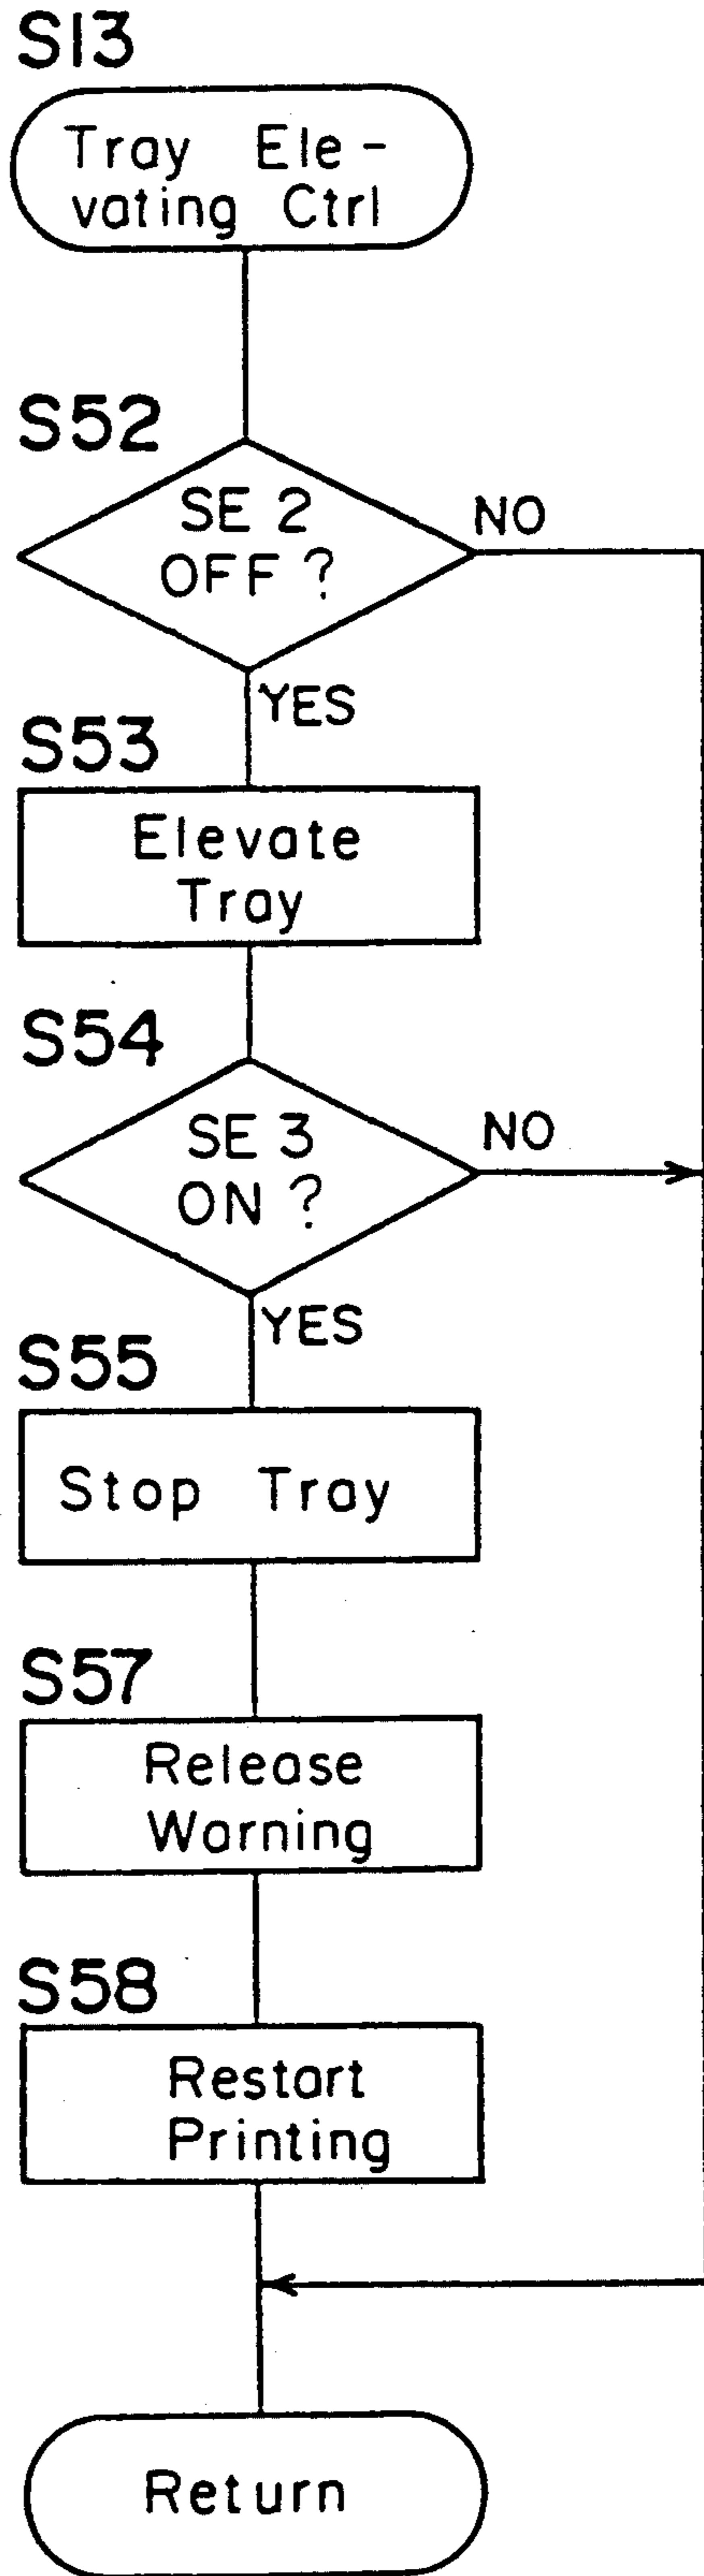 S13
Tray Ele-
vating Ctrl
S52
SE 2
OFF ?
NO
YES
S53
Elevate
Tray
S54
SE 3
ON ?
NO
YES
S55
Stop Tray
S57
Release
Warning
S58
Restart
Printing
Return